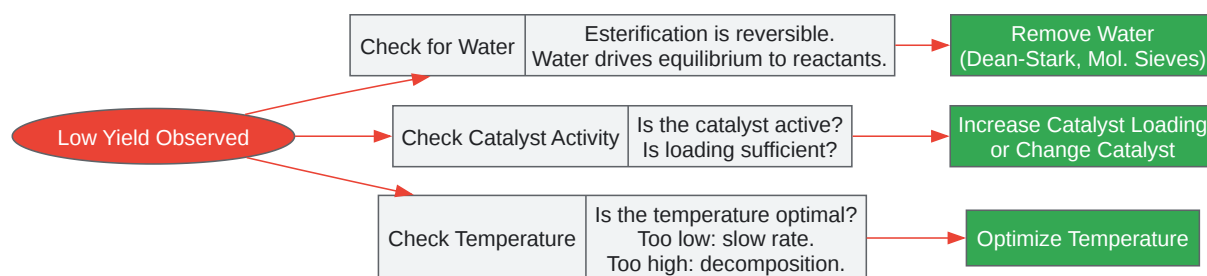 Low Yield Observed
Check for Water
Esterification is reversible.
Water drives equilibrium to reactants.
Remove Water
(Dean-Stark, Mol. Sieves)
Check Catalyst Activity
Is the catalyst active?
Is loading sufficient?
Increase Catalyst Loading
or Change Catalyst
Check Temperature
Is the temperature optimal?
Too low: slow rate.
Too high: decomposition.
Optimize Temperature